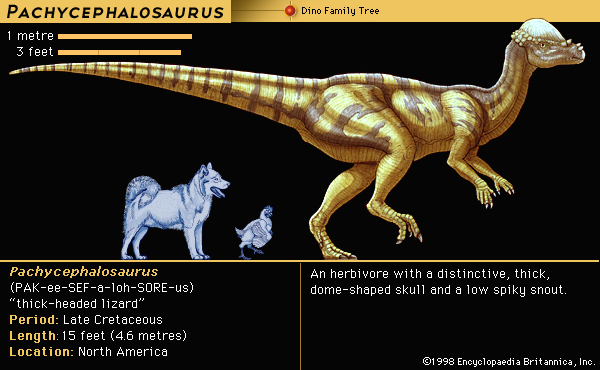 PACHYCEPHALOSAURUS
Dino Family Tree
1 metre
3 feet
Pachycephalosaurus
(PAK-ee-SEF-a-loh-SORE-us)
“thick-headed lizard”
Period: Late Cretaceous
Length: 15 feet (4.6 metres)
Location: North America
An herbivore with a distinctive, thick,
dome-shaped skull and a low spiky snout.
©1998 Encyclopaedia Britannica, Inc.